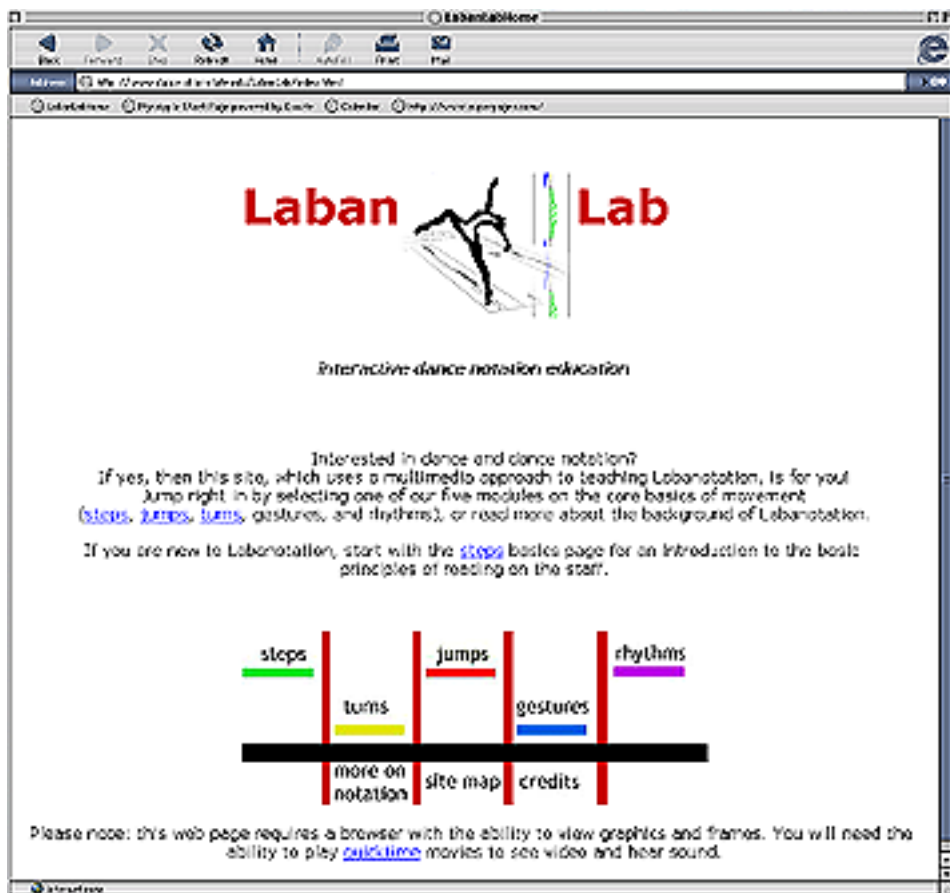 LabanLabHome
Back Forward Stop Refresh Home AutoFill Print Mail
Address
LabanLabHome Calendar
Laban Lab
Interactive dance notation education
Interested in dance and dance notation?
If yes, then this site, which uses a multimedia approach to teaching Labanotation, is for you!
Jump right in by selecting one of our five modules on the core basics of movement
(steps, jumps, turns, gestures, and rhythms), or read more about the background of Labanotation.
If you are new to Labanotation, start with the steps basics page for an introduction to the basic
principles of reading on the staff.
steps jumps rhythms
turns gestures
more on
notation site map credits
Please note: this web page requires a browser with the ability to view graphics and frames. You will need the
ability to play quicktime movies to see video and hear sound.